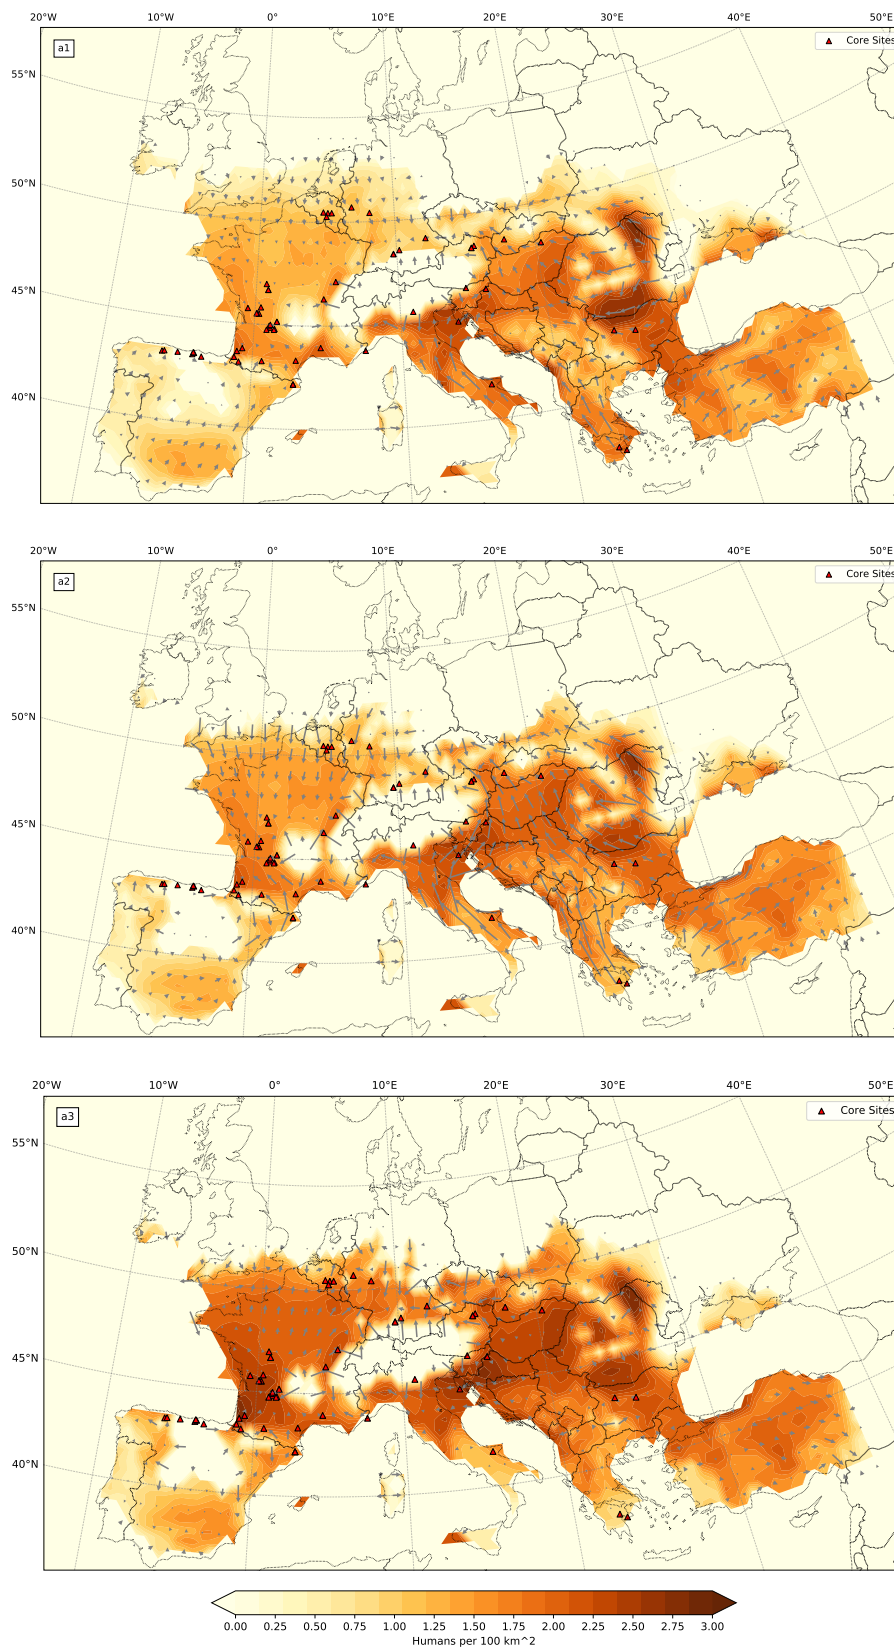 20°W 0° 10°E 20°E 30°E 40°E 50°E
10°W
a1
Core Sites
55°N
50°N
45°N
40°N
20°W 10°W 0° 10°E 20°E 30°E 40°E 50°E
a2
Core Sites
55°N
50°N
45°N
40°N
20°W 10°W 0° 10°E 20°E 30°E 40°E 50°E
a3
Core Sites
55°N
50°N
45°N
40°N
0.00 0.25 0.50 0.75 1.00 1.25 1.50 1.75 2.00 2.25 2.50 2.75 3.00
Humans per 100 km^2